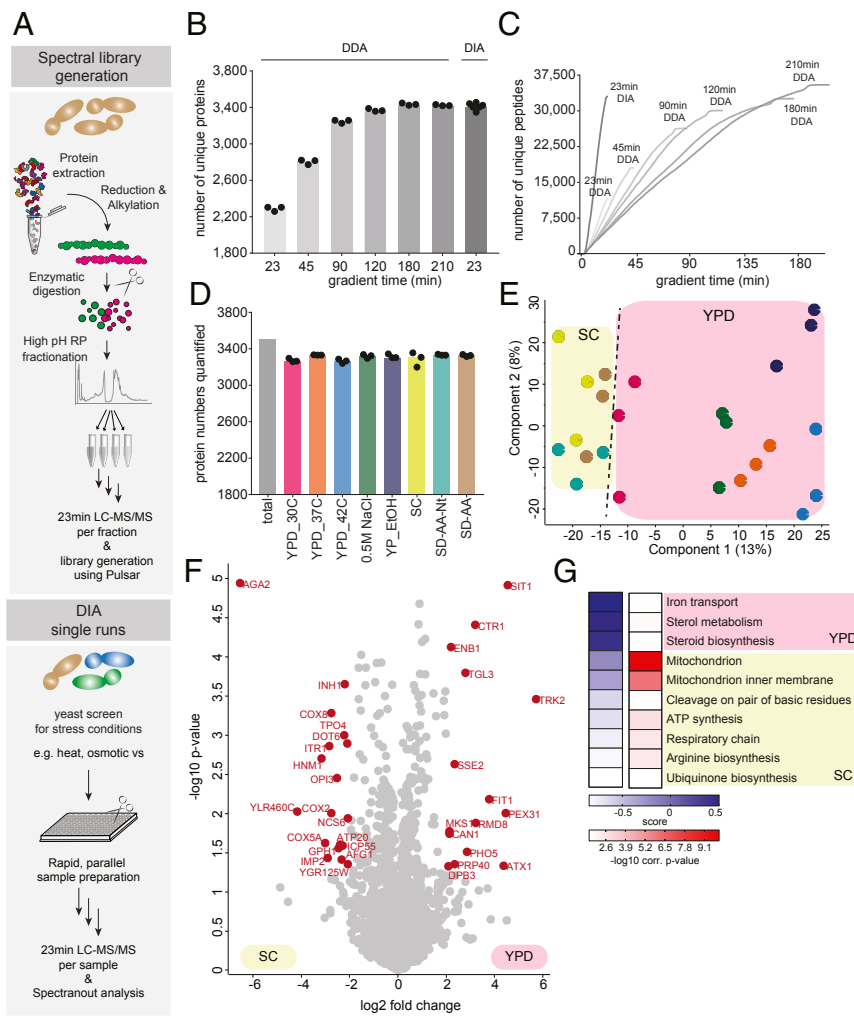 A
Spectral library
generation
Protein
extraction
Reduction &
Alkylation
Enzymatic
digestion
High pH RP
fractionation
23min LC-MS/MS
per fraction
&
library generation
using Pulsar
DIA
single runs
yeast screen
for stress conditions
e.g. heat, osmotic vs
Rapid, parallel
sample preparation
23min LC-MS/MS
per sample
&
Spectranout analysis
B
DDA
DIA
number of unique proteins
3,800
3,400
3,000
2,600
2,200
1,800
23
45
90
120
180
210
23
gradient time (min)
C
number of unique peptides
37,500
30,000
22,500
15,000
7,500
0
0
45
90
135
180
gradient time (min)
23min
DIA
23min
DDA
45min
DDA
90min
DDA
120min
DDA
210min
DDA
180min
DDA
D
protein numbers quantified
3800
3400
3000
2600
2200
1800
total
YPD_30C
YPD_37C
YPD_42C
0.5M NaCl
YP_EtOH
SC
SD-AA-Nt
SD-AA
E
SC
YPD
Component 2 (8%)
30
20
10
0
-10
-20
-20
-15
-10
-5
0
5
10
15
20
25
Component 1 (13%)
F
-log10 p-value
5
4.5
4
3.5
3
2.5
2
1.5
1
0.5
0
-6
-4
-2
0
2
4
6
log2 fold change
SC
YPD
AGA2
SIT1
CTR1
ENB1
TGL3
TRK2
INH1
COX8
TPO4
DOT6
ITR1
HNM1
OPI3
SSE2
FIT1
PEX31
YLR460C
COX2
NCS6
MKS1
RMD8
CAN1
COX5A
ATP20
GPH1
ICP55
IMP2
AFG1
YGR125W
PHO5
PRP40
DPB3
ATX1
G
Iron transport
Sterol metabolism
Steroid biosynthesis
YPD
Mitochondrion
Mitochondrion inner membrane
Cleavage on pair of basic residues
ATP synthesis
Respiratory chain
Arginine biosynthesis
Ubiquinone biosynthesis
SC
-0.5
0
0.5
score
2.6
3.9
5.2
6.5
7.8
9.1
-log10 corr. p-value